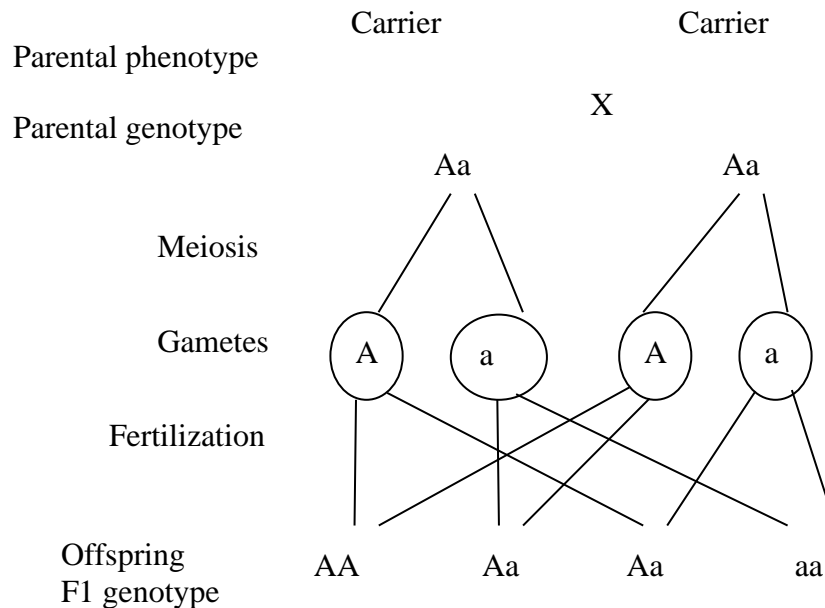 Carrier Carrier
Parental phenotype
X
Parental genotype
Aa Aa
Meiosis
Gametes A a A a
Fertilization
Offspring AA Aa Aa aa
F1 genotype